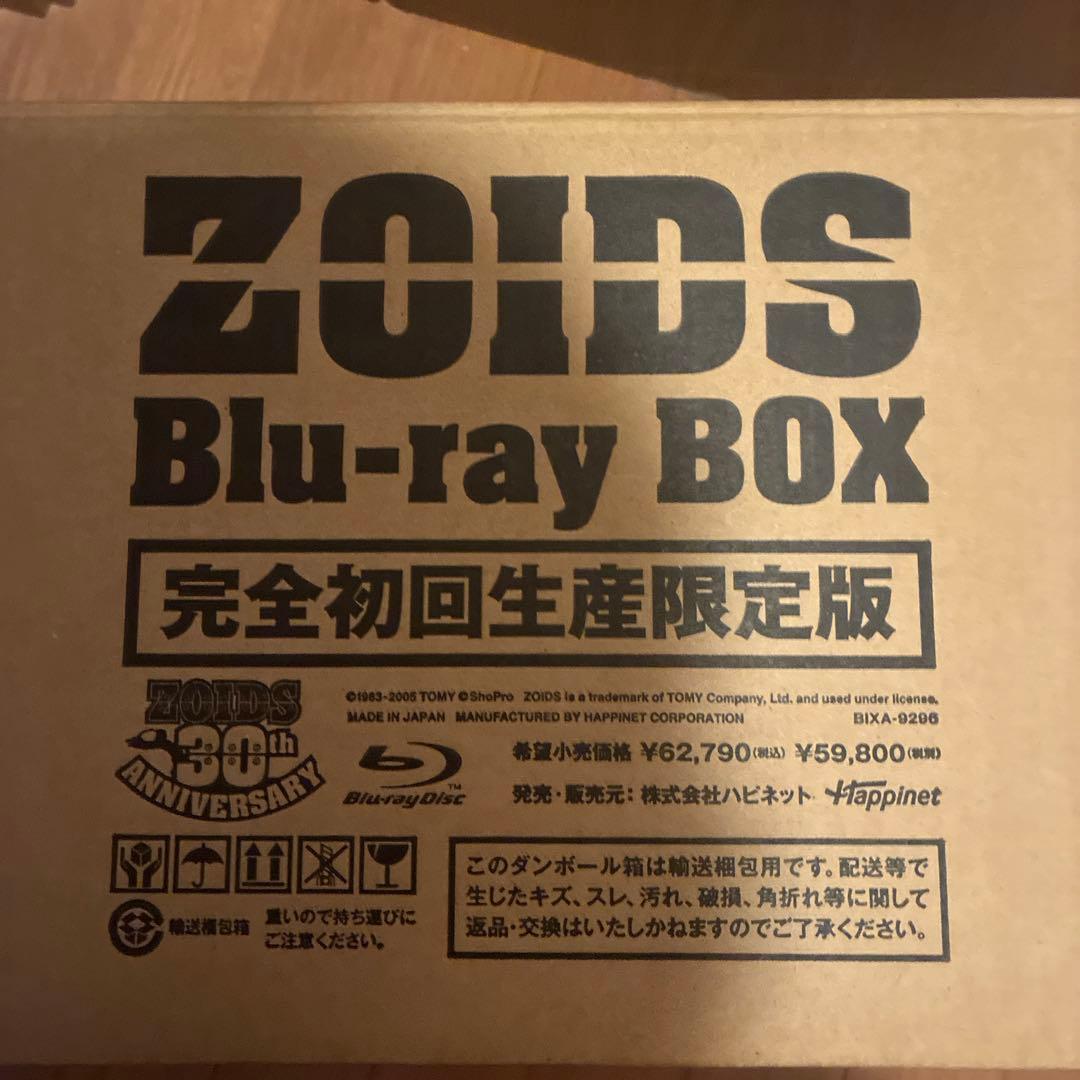 ZOIDS
Blu-ray BOX
完全初回生産限定版
ZOIDS
30th
ANNIVERSARY
©1983-2005 TOMY ©ShoPro ZOIDS is a trademark of TOMY Company, Ltd. and used under license.
MADE IN JAPAN MANUFACTURED BY HAPPINET CORPORATION BIXA-9296
Blu-ray Disc TM
希望小売価格 ¥62,790(税込) ¥59,800(税別)
発売・販売元：株式会社ハピネット Happinet
輸送梱包箱
重いので持ち運びに
ご注意ください。
このダンボール箱は輸送梱包用です。配送等で
生じたキズ、スレ、汚れ、破損、角折れ等に関して
返品・交換はいたしかねますのでご了承ください。